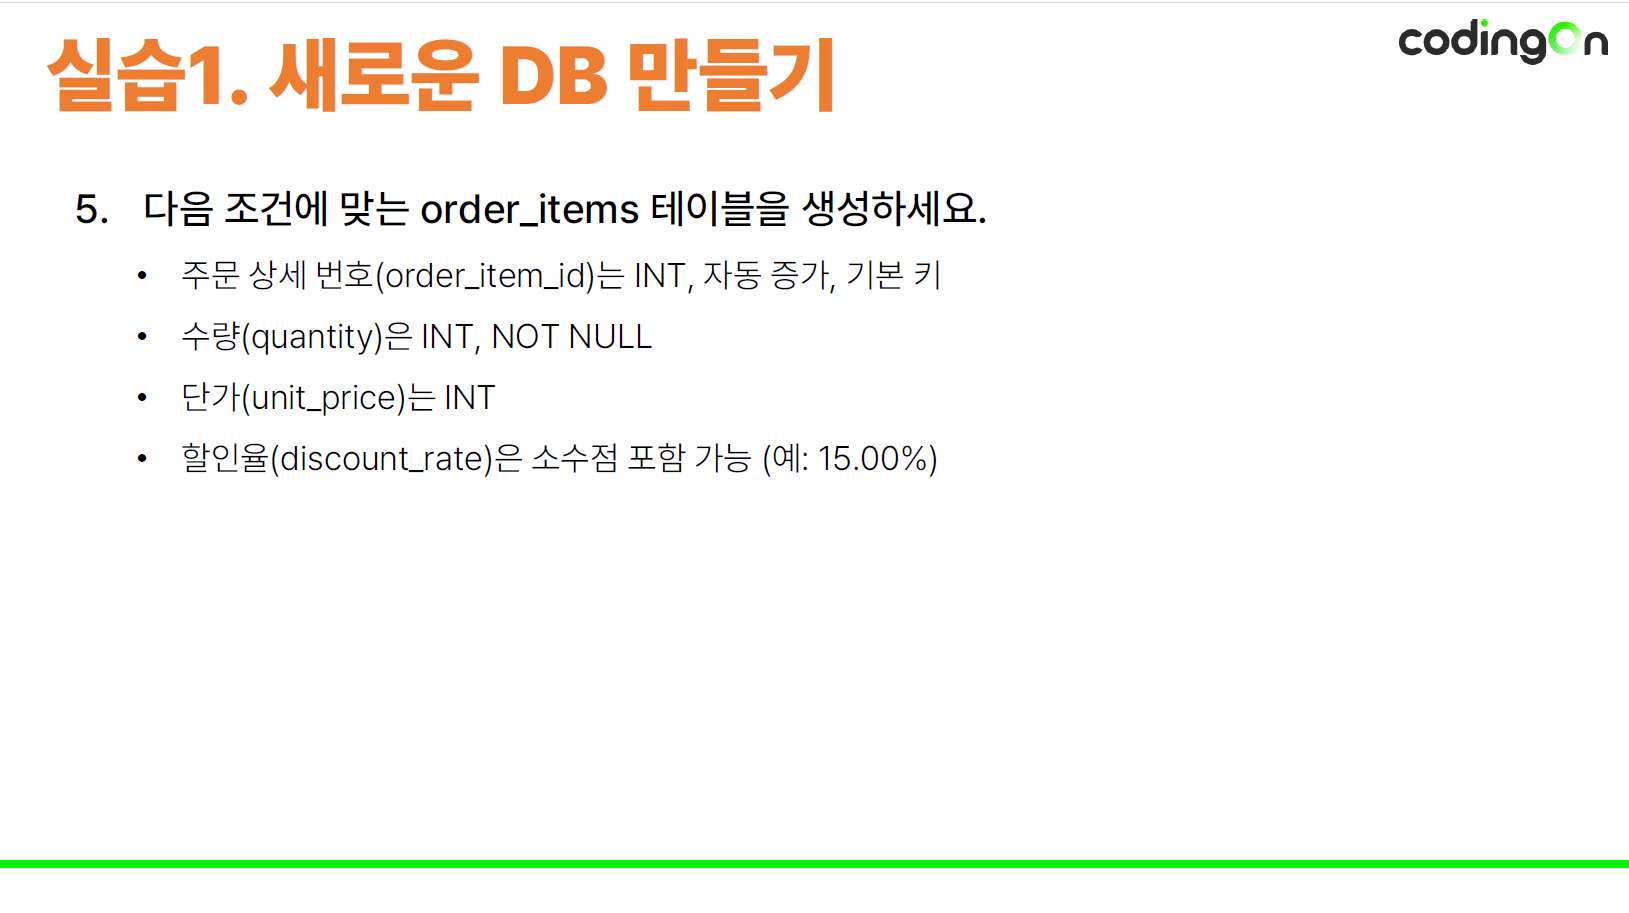 실습1. 새로운 DB 만들기
codingOn
5. 다음 조건에 맞는 order_items 테이블을 생성하세요.
• 주문 상세 번호(order_item_id)는 INT, 자동 증가, 기본 키
• 수량(quantity)은 INT, NOT NULL
• 단가(unit_price)는 INT
• 할인율(discount_rate)은 소수점 포함 가능 (예: 15.00%)